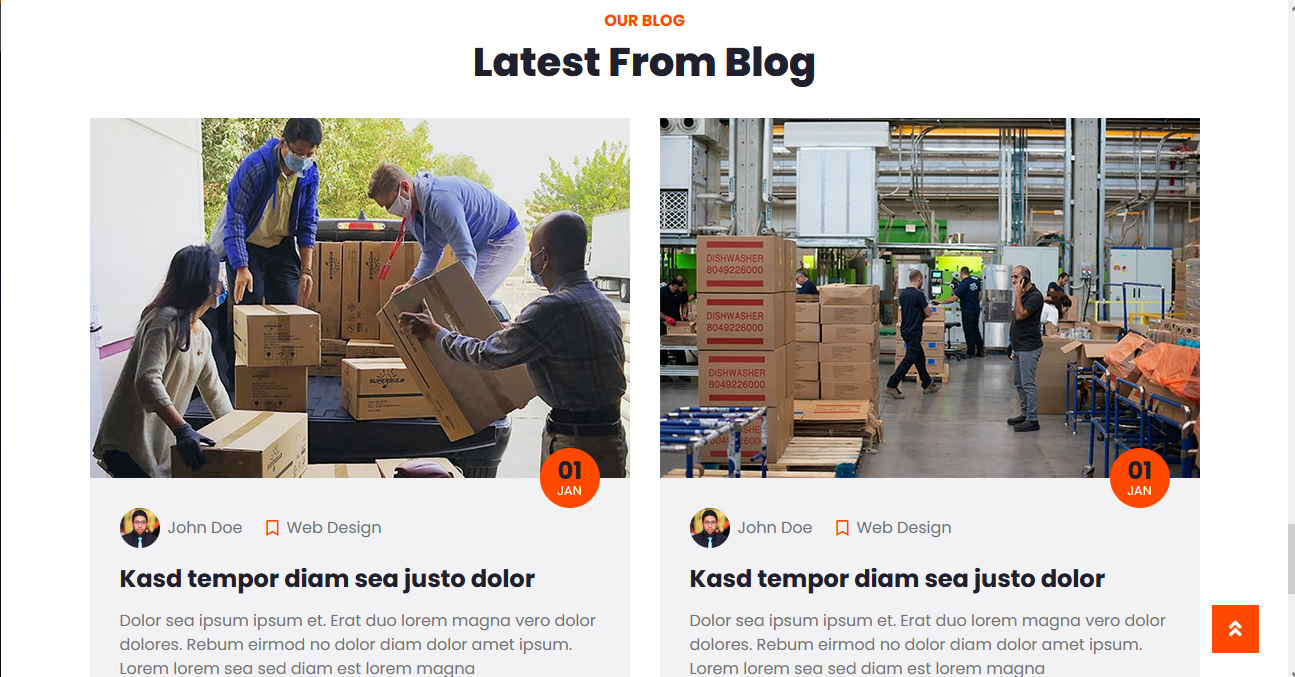 OUR BLOG
Latest From Blog
SUPERBULB
DISHWASHER
8049226000
DISHWASHER
8049226000
DISHWASHER
8049226000
01
JAN
John Doe
Web Design
Kasd tempor diam sea justo dolor
Dolor sea ipsum ipsum et. Erat duo lorem magna vero dolor
dolores. Rebum eirmod no dolor diam dolor amet ipsum.
Lorem lorem sea sed diam est lorem magna
01
JAN
John Doe
Web Design
Kasd tempor diam sea justo dolor
Dolor sea ipsum ipsum et. Erat duo lorem magna vero dolor
dolores. Rebum eirmod no dolor diam dolor amet ipsum.
Lorem lorem sea sed diam est lorem magna